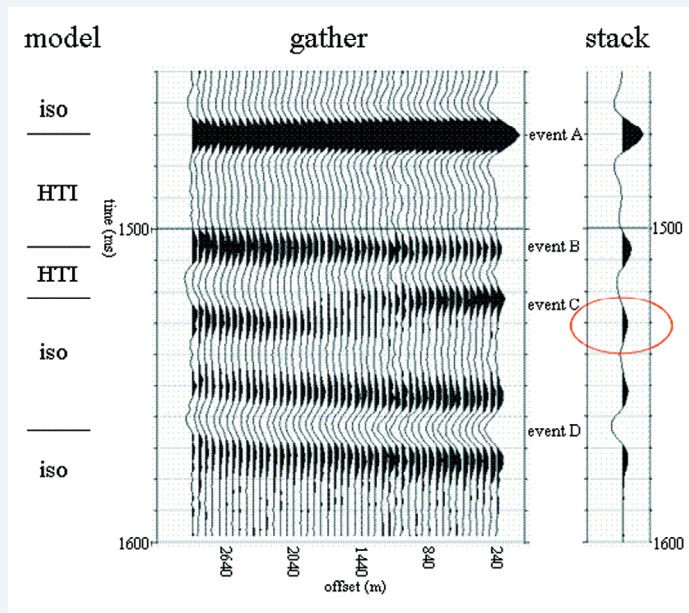 model gather stack
iso
event A
HTI
time (ms)
1500 1500
event B
HTI
event C
iso
event D
iso
1600 1600
2640 2040 1440 840 240
offset (m)